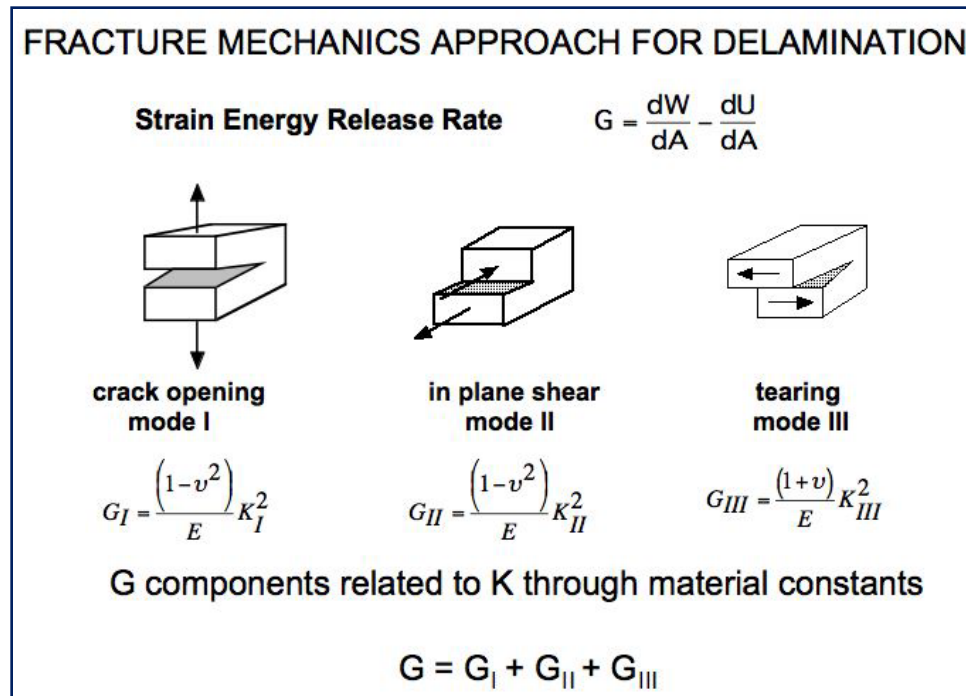 FRACTURE MECHANICS APPROACH FOR DELAMINATION
Strain Energy Release Rate G = dW/dA − dU/dA
crack opening
mode I
in plane shear
mode II
tearing
mode III
G_I = (1−υ²)/E K_I²
G_II = (1−υ²)/E K_II²
G_III = (1+υ)/E K_III²
G components related to K through material constants
G = G_I + G_II + G_III